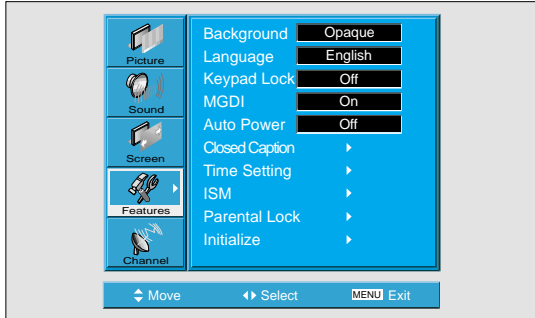 Picture
Sound
Screen
Features
Channel
Background Opaque
Language English
Keypad Lock Off
MGDI On
Auto Power Off
Closed Caption
Time Setting
ISM
Parental Lock
Initialize
Move Select MENU Exit